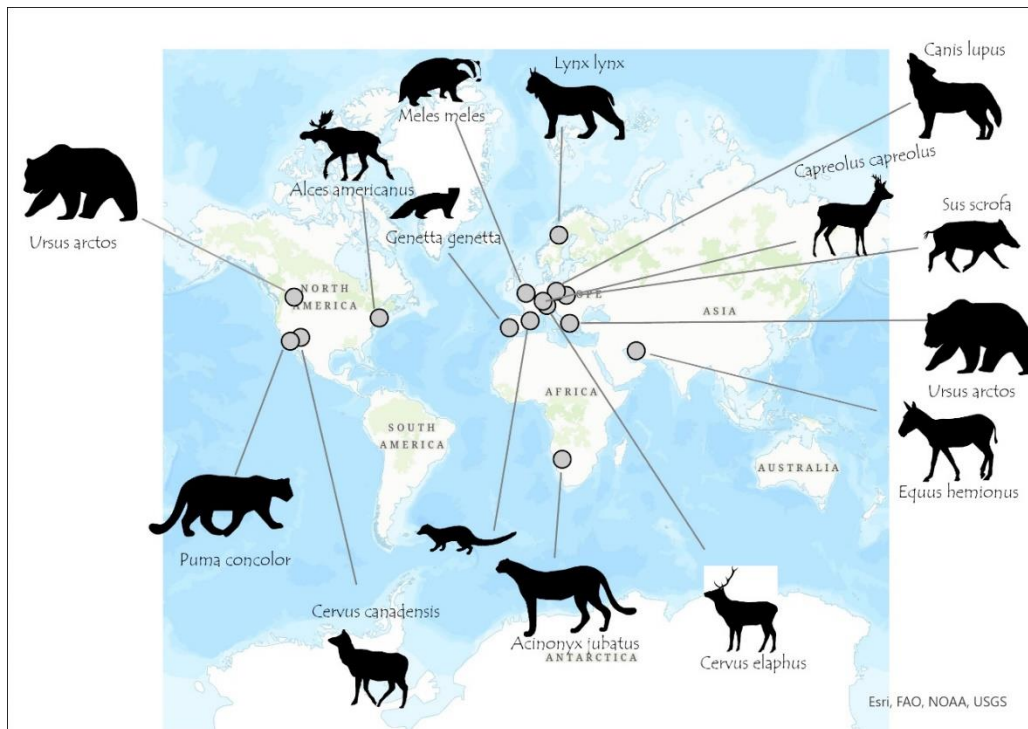 Canis lupus
Lynx lynx
Meles meles
Capreolus capreolus
Alces americanus
Sus scrofa
Genetta genetta
Ursus arctos
NORTH
AMERICA
OPE
ASIA
Ursus arctos
AFRICA
SOUTH
AMERICA
AUSTRALIA
Equus hemionus
Puma concolor
Cervus canadensis
Acinonyx jubatus
ANTARCTICA
Cervus elaphus
Esri, FAO, NOAA, USGS